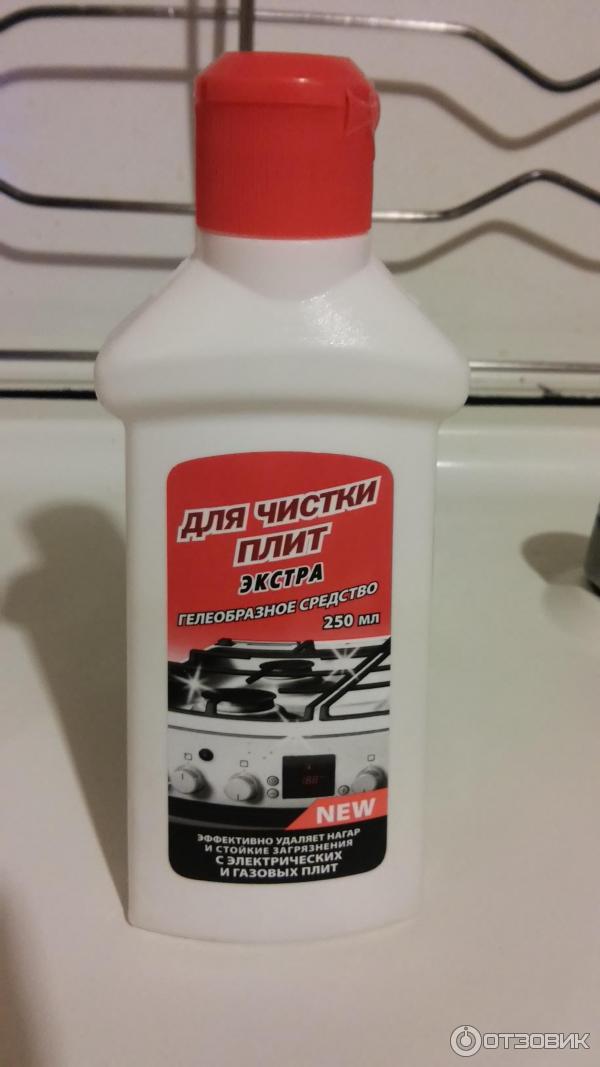 ДЛЯ ЧИСТКИ
ПЛИТ
ЭКСТРА
ГЕЛЕОБРАЗНОЕ СРЕДСТВО
250 мл
NEW
ЭФФЕКТИВНО УДАЛЯЕТ НАГАР
И СТОЙКИЕ ЗАГРЯЗНЕНИЯ
С ЭЛЕКТРИЧЕСКИХ
И ГАЗОВЫХ ПЛИТ
ОТЗОВИК